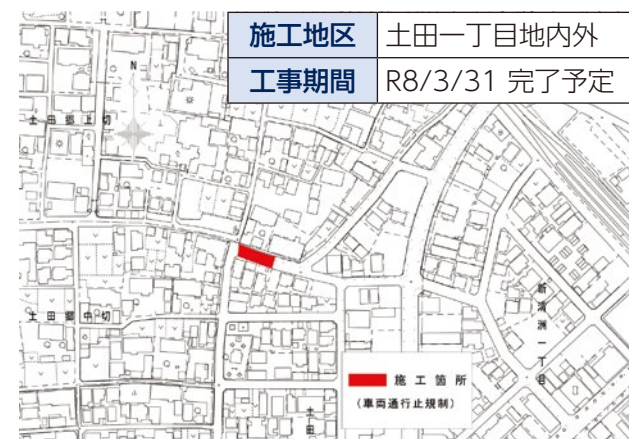 施工地区 土田一丁目地内外
工事期間 R8/3/31 完了予定
N
土田郷上切
土田郷中切
新清洲一丁目
土田
施工箇所
(車両通行止規制)